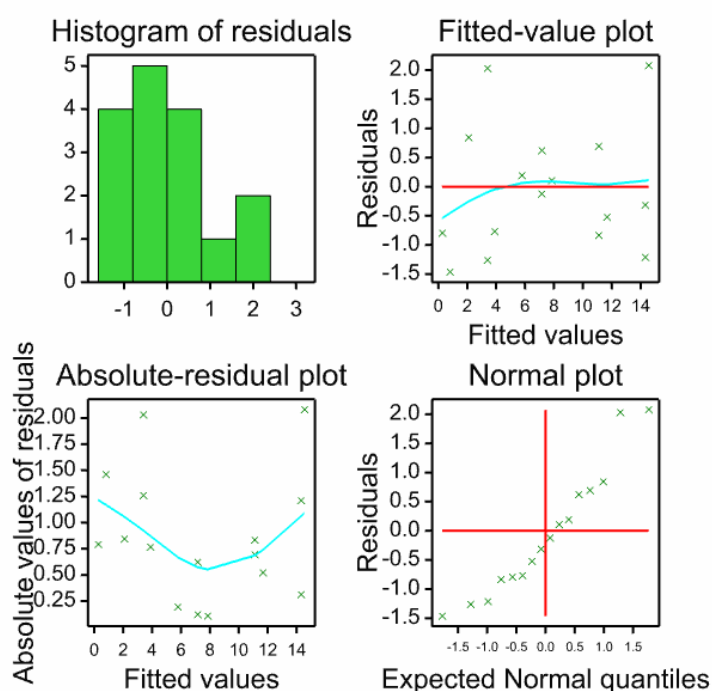 Histogram of residuals
5
4
3
2
1
0
-1 0 1 2 3
Fitted-value plot
Residuals
2.0
1.5
1.0
0.5
0.0
-0.5
-1.0
-1.5
0 2 4 6 8 10 12 14
Fitted values
Absolute-residual plot
Absolute values of residuals
2.00
1.75
1.50
1.25
1.00
0.75
0.50
0.25
0 2 4 6 8 10 12 14
Fitted values
Normal plot
Residuals
2.0
1.5
1.0
0.5
0.0
-0.5
-1.0
-1.5
-1.5 -1.0 -0.5 0.0 0.5 1.0 1.5
Expected Normal quantiles